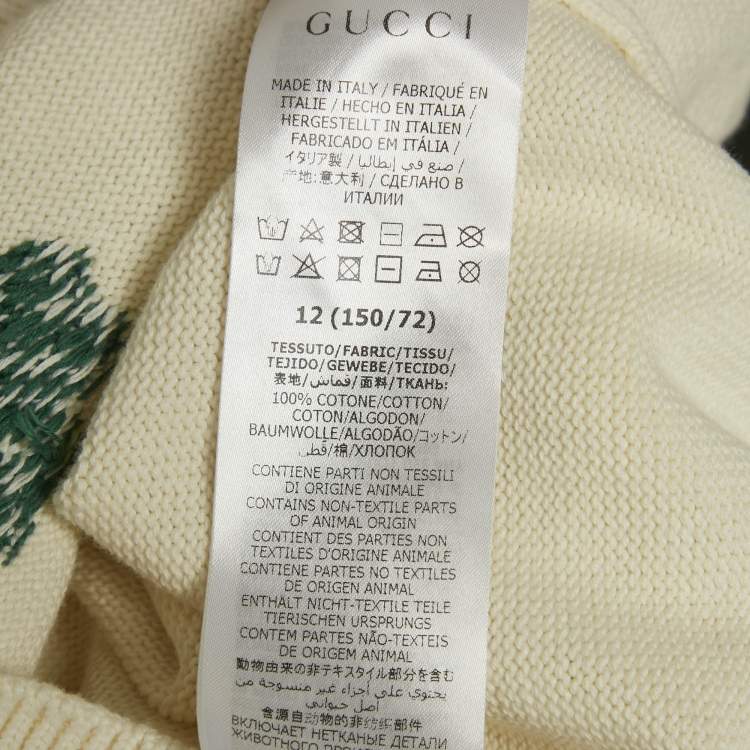 GUCCI
MADE IN ITALY / FABRIQUÉ EN
ITALIE / HECHO EN ITALIA /
HERGESTELLT IN ITALIEN /
FABRICADO EM ITÁLIA /
イタリア製 / صنع في إيطاليا /
产地:意大利 / СДЕЛАНО В
ИТАЛИИ
12 (150/72)
TESSUTO/FABRIC/TISSU/
TEJIDO/GEWEBE/TECIDO/
表地/قماش/面料/ТКАНЬ:
100% COTONE/COTTON/
COTON/ALGODON/
BAUMWOLLE/ALGODÃO/コットン/
قطن/棉/ХЛОПОК
CONTIENE PARTI NON TESSILI
DI ORIGINE ANIMALE
CONTAINS NON-TEXTILE PARTS
OF ANIMAL ORIGIN
CONTIENT DES PARTIES NON
TEXTILES D'ORIGINE ANIMALE
CONTIENE PARTES NO TEXTILES
DE ORIGEN ANIMAL
ENTHÄLT NICHT-TEXTILE TEILE
TIERISCHEN URSPRUNGS
CONTEM PARTES NÃO-TEXTEIS
DE ORIGEM ANIMAL
動物由来の非テキスタイル部分を含む
يحتوي على أجزاء غير منسوجة من
أصل حيواني
含源自动物的非纺织部件
ВКЛЮЧАЕТ НЕТКАНЫЕ ДЕТАЛИ
ЖИВОТНОГО